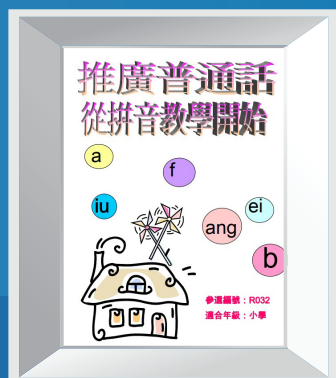 推廣普通話
從拼音教學開始
a
f
iu
ei
ang
b
參選編號：R032
適合年級：小學